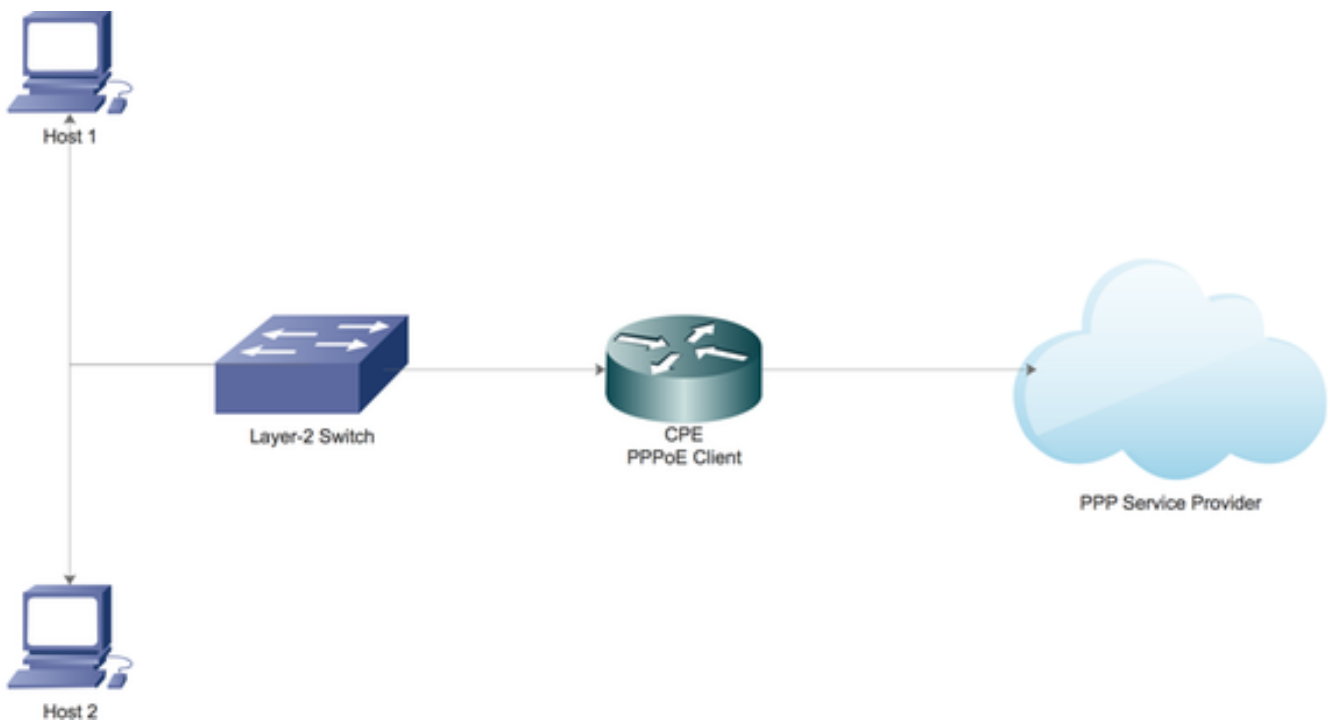 Host 1
Layer-2 Switch
CPE
PPPoE Client
PPP Service Provider
Host 2